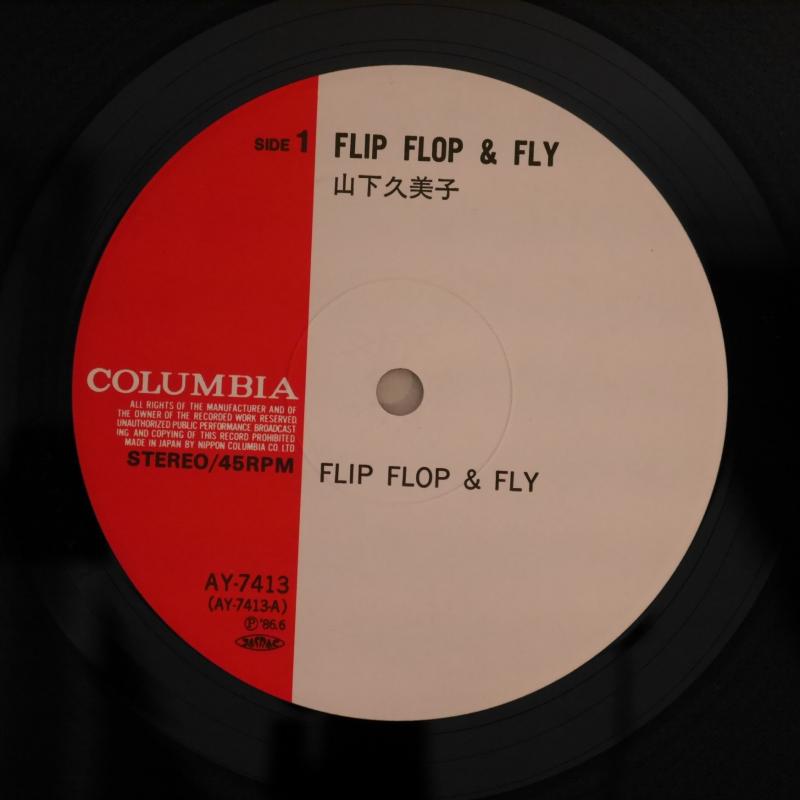 SIDE 1
FLIP FLOP & FLY
山下久美子
COLUMBIA
ALL RIGHTS OF THE MANUFACTURER AND OF
THE OWNER OF THE RECORDED WORK RESERVED
UNAUTHORIZED PUBLIC PERFORMANCE BROADCAST
ING AND COPYING OF THIS RECORD PROHIBITED
MADE IN JAPAN BY NIPPON COLUMBIA CO LTD
STEREO/45RPM
FLIP FLOP & FLY
AY-7413
(AY-7413-A)
Ⓟ'86.6
JASRAC